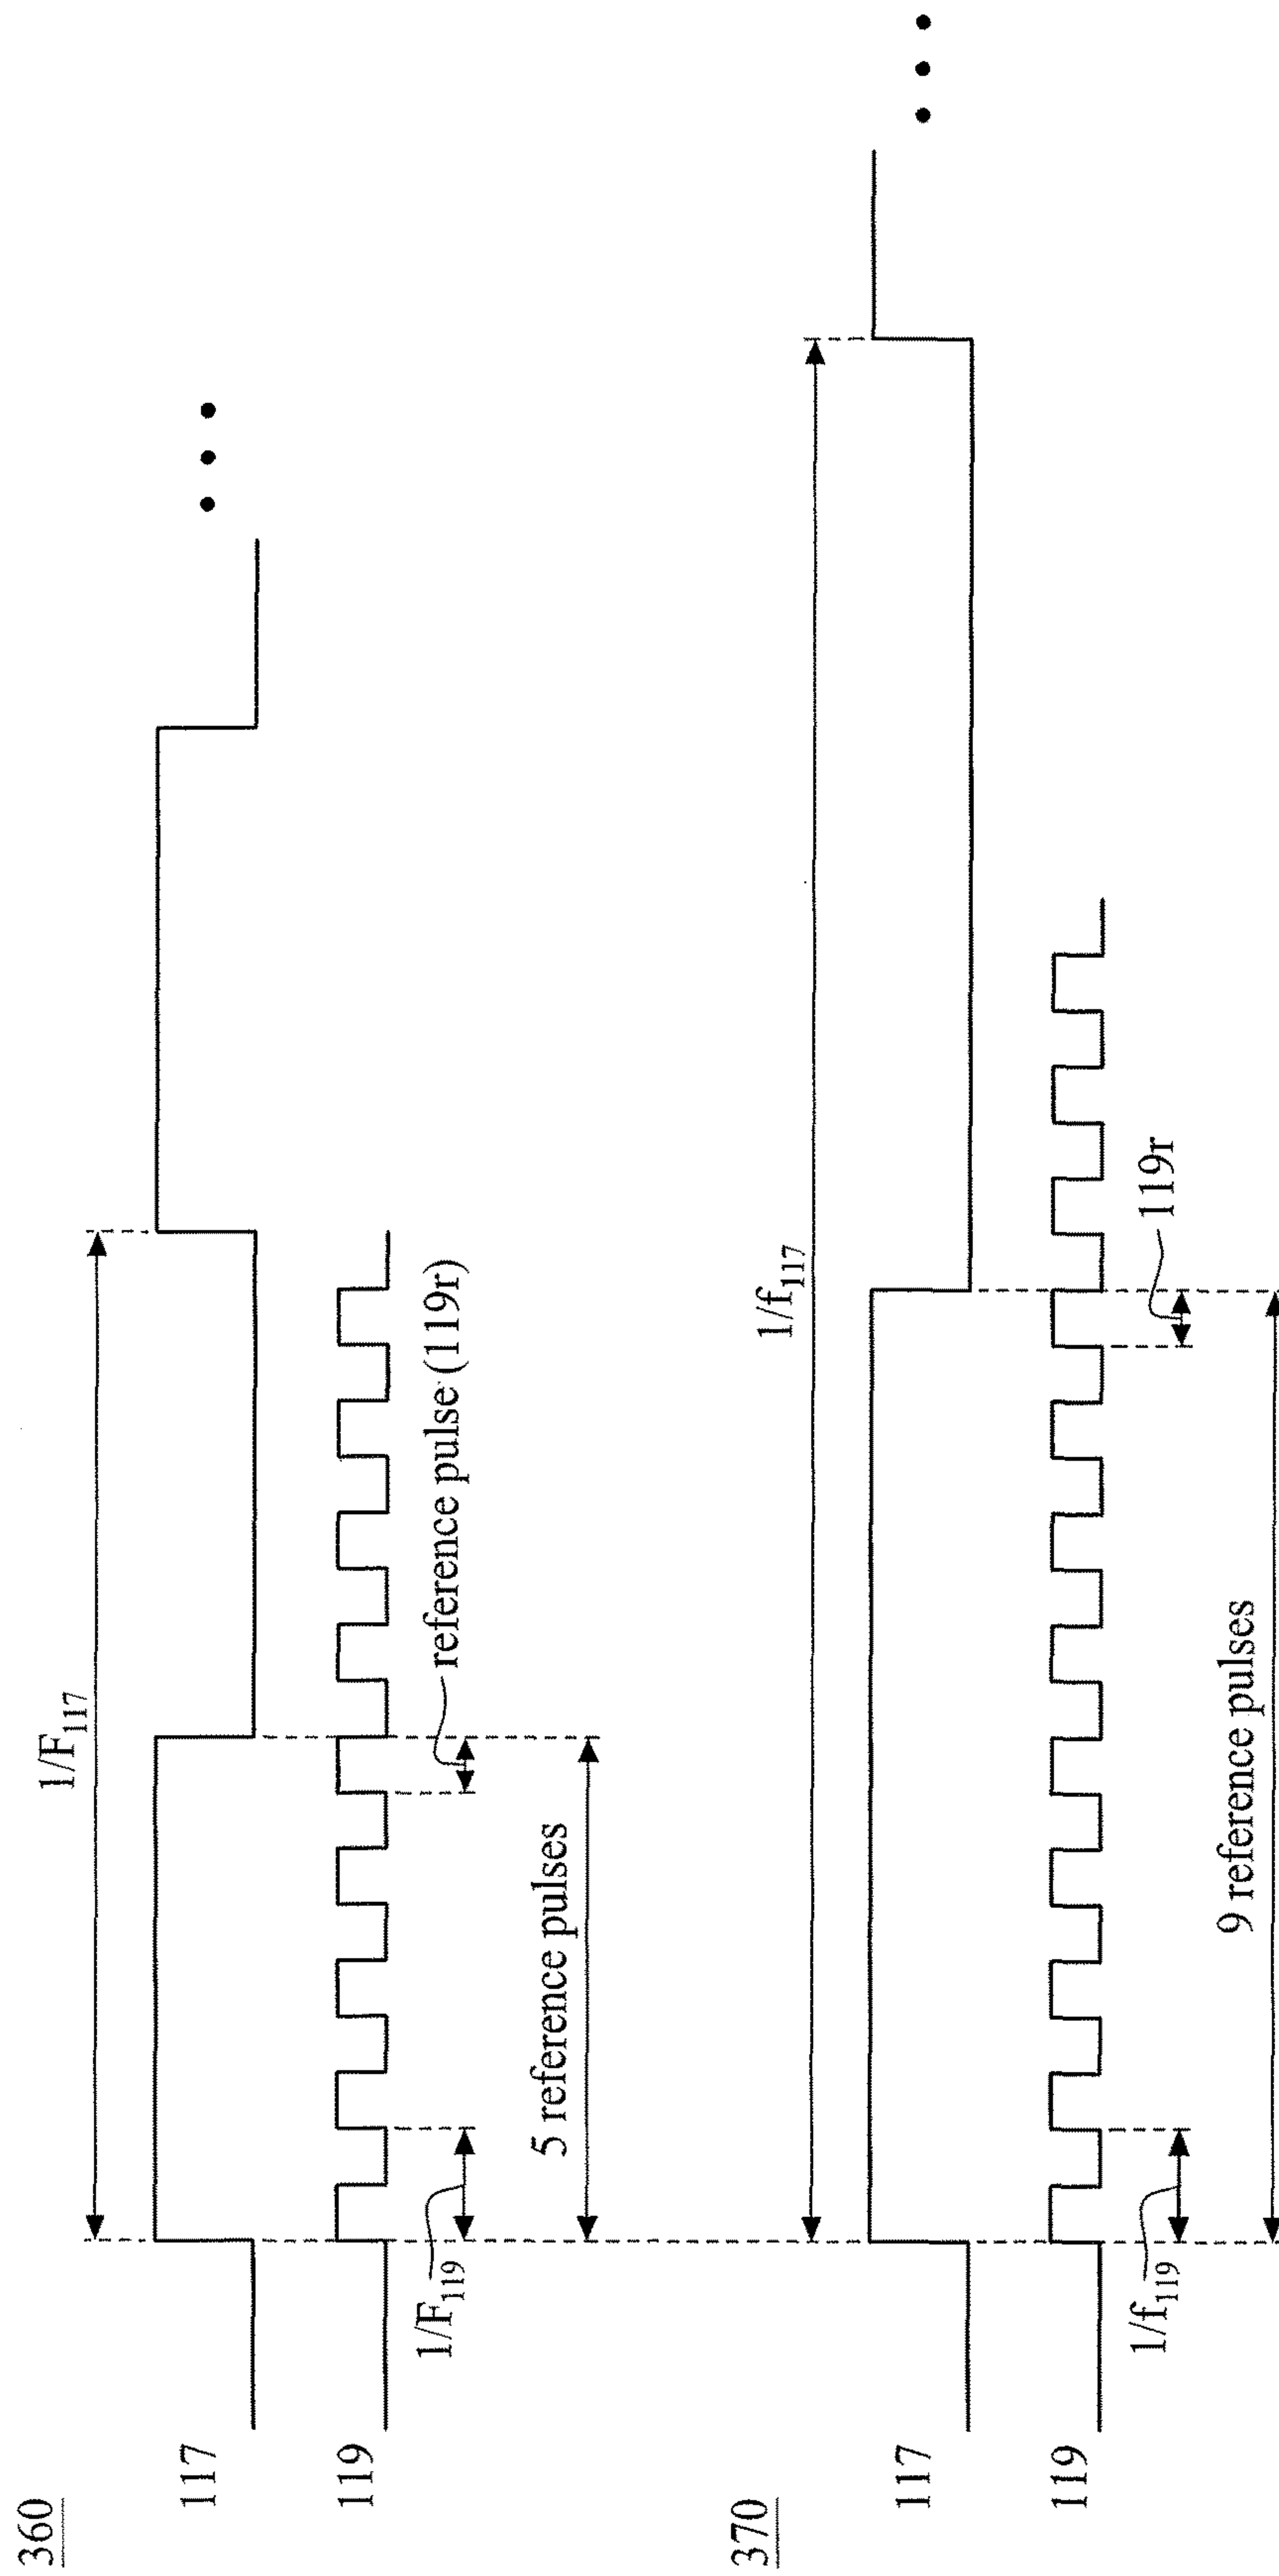 360
1/F117
117
119
1/F119
reference pulse (119r)
5 reference pulses
370
1/f117
117
119
1/f119
119r
9 reference pulses